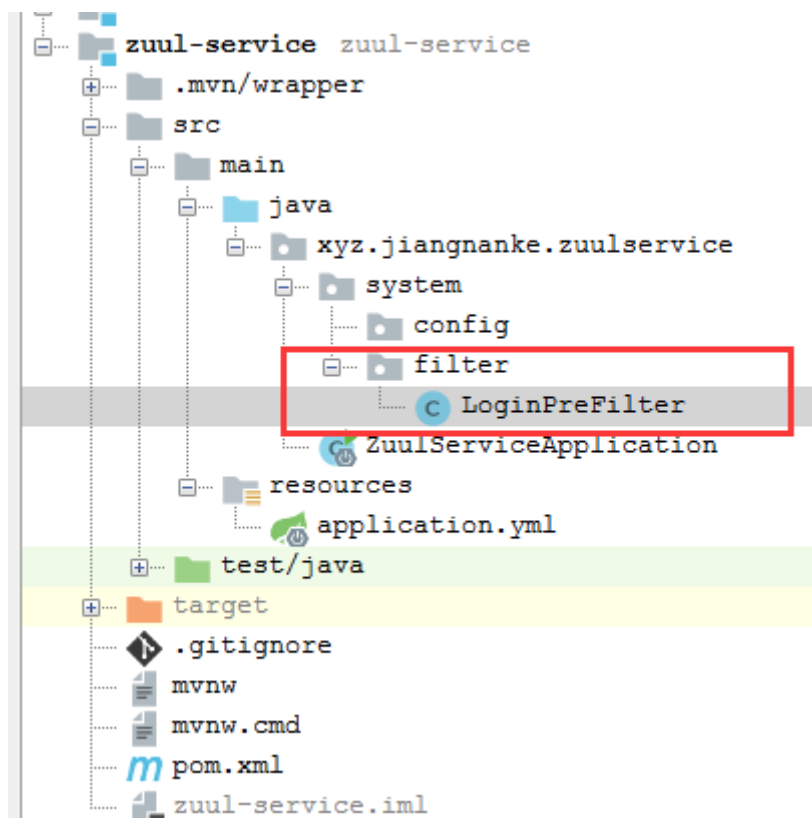 zuul-service zuul-service
.mvn/wrapper
src
main
java
xyz.jiangnanke.zuulservice
system
config
filter
C LoginPreFilter
C ZuulServiceApplication
resources
application.yml
test/java
target
.gitignore
mvnw
mvnw.cmd
m pom.xml
zuul-service.iml